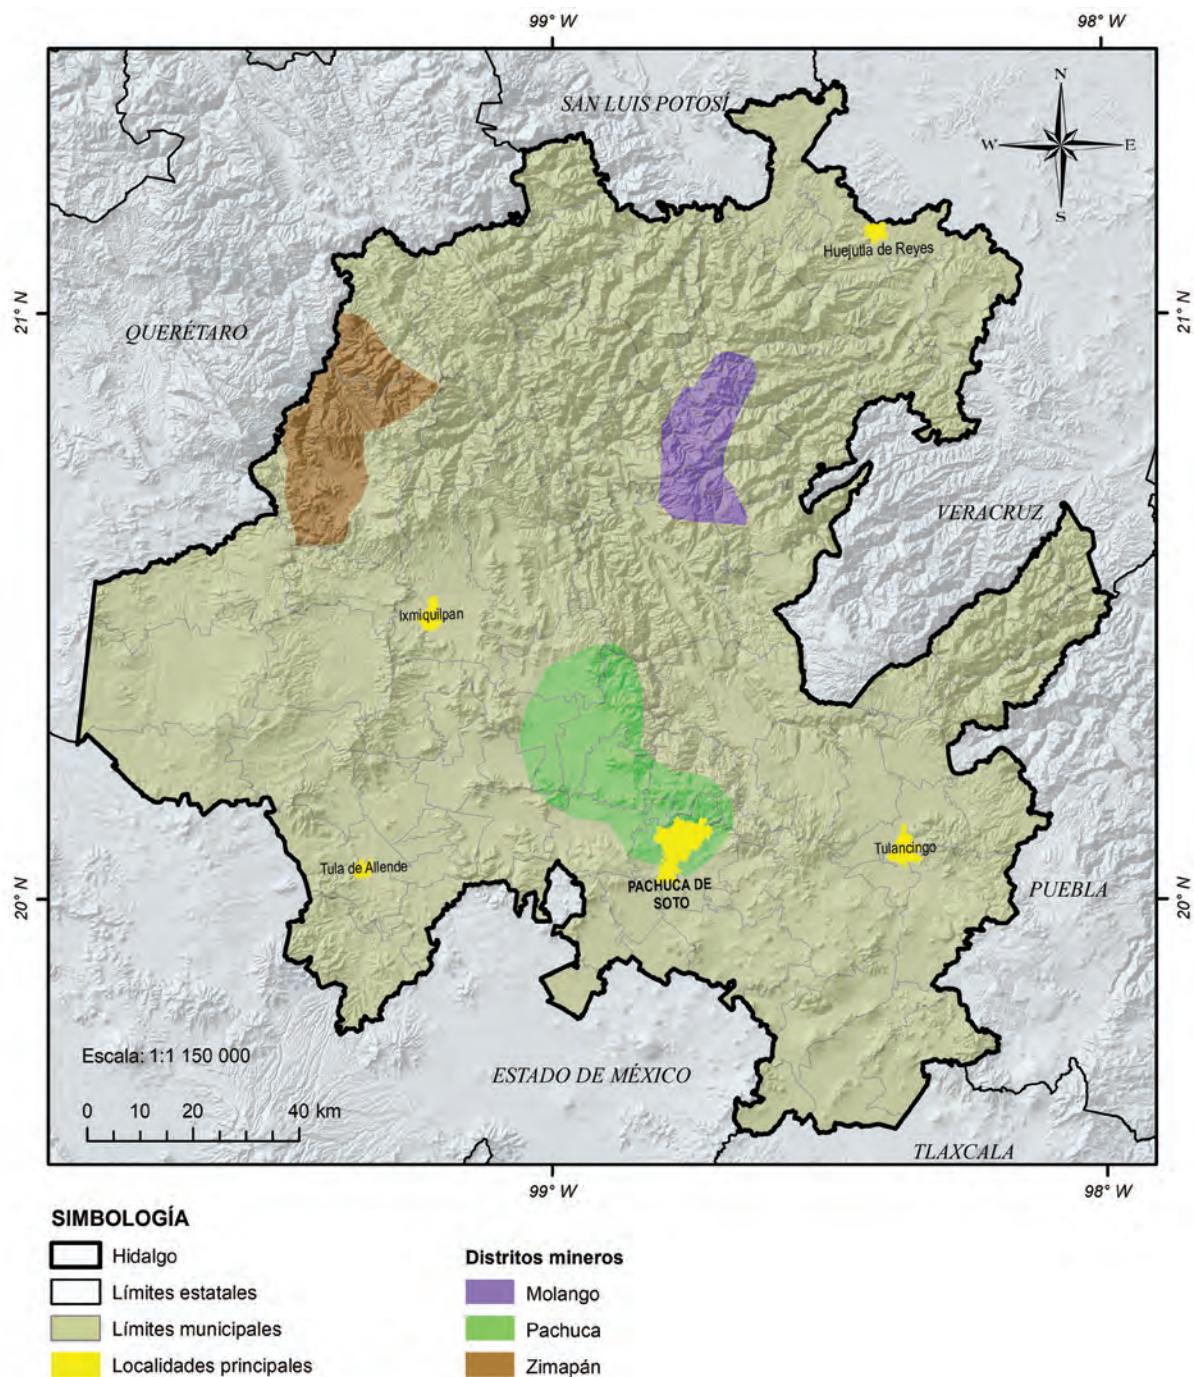 99° W
98° W
SAN LUIS POTOSÍ
N
W
E
S
Huejutla de Reyes
21° N
21° N
QUERÉTARO
VERACRUZ
Ixmiquilpan
Tula de Allende
Tulancingo
PACHUCA DE
SOTO
PUEBLA
20° N
20° N
Escala: 1:1 150 000
ESTADO DE MÉXICO
0 10 20 40 km
TLAXCALA
99° W
98° W
SIMBOLOGÍA
Hidalgo
Límites estatales
Límites municipales
Localidades principales
Distritos mineros
Molango
Pachuca
Zimapán